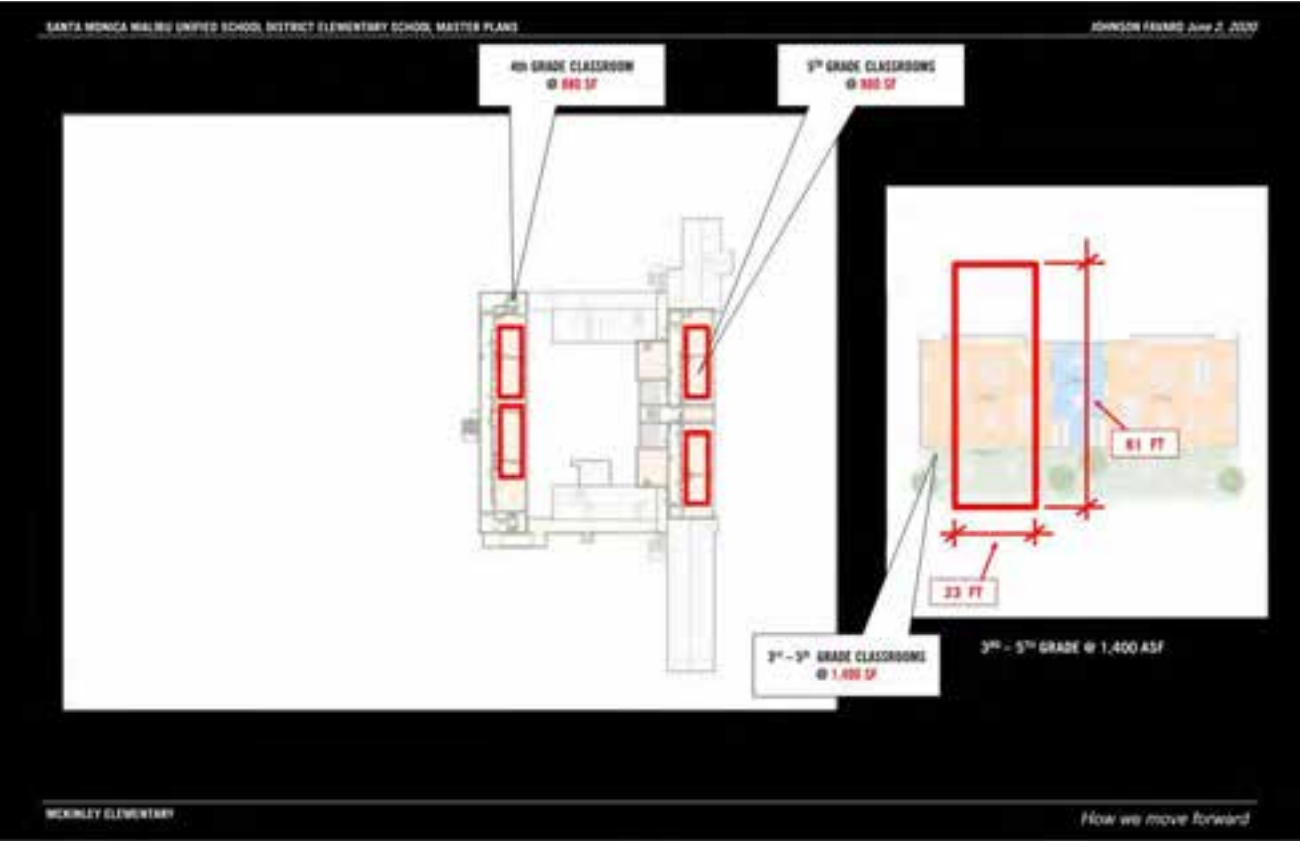 SANTA MONICA MALIBU UNIFIED SCHOOL DISTRICT ELEMENTARY SCHOOL MASTER PLANS
JOHNSON FAVARO June 2, 2020
4th GRADE CLASSROOM
@ SF
5TH GRADE CLASSROOMS
@ SF
61 FT
23 FT
3rd – 5th GRADE CLASSROOMS
@ 1,400 SF
3RD – 5TH GRADE @ 1,400 ASF
MCKINLEY ELEMENTARY
How we move forward